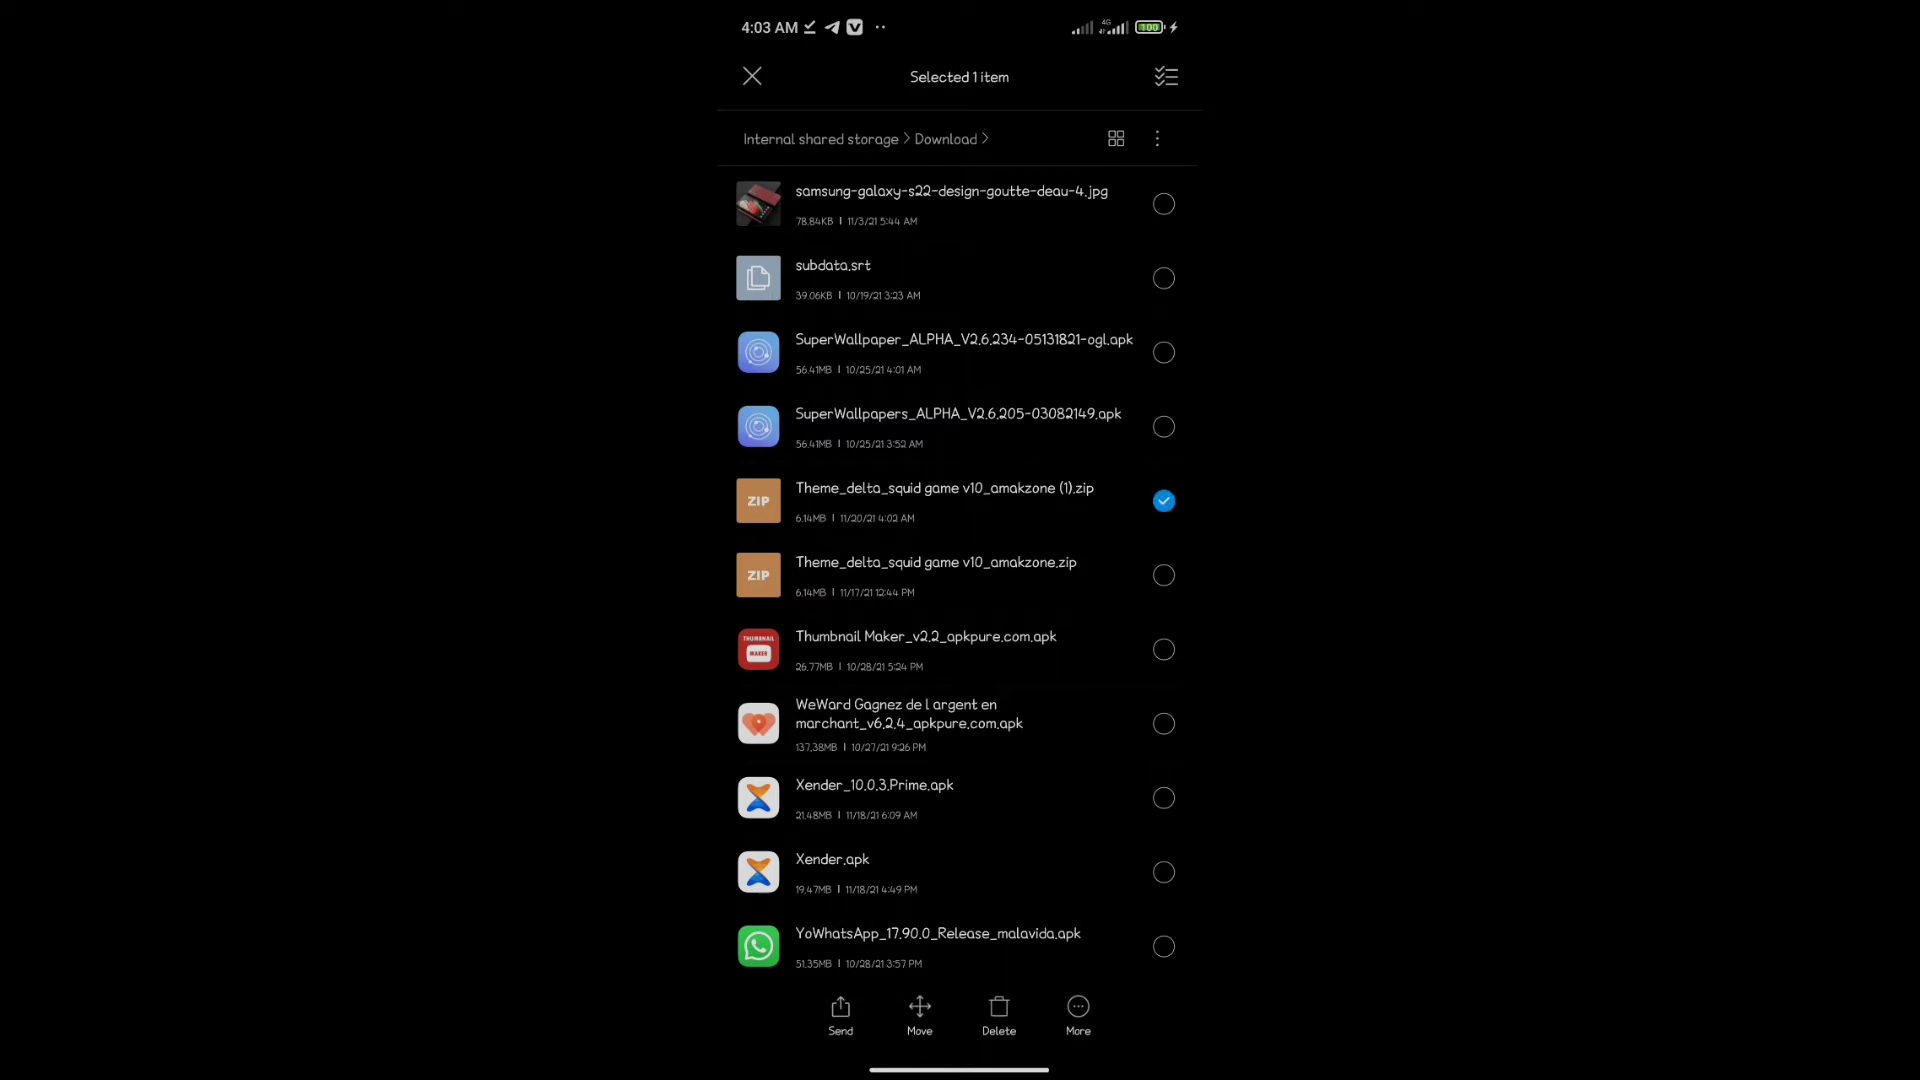 4:03 AM
4G
100
Selected 1 item
Internal shared storage > Download >
samsung-galaxy-s22-design-goutte-deau-4.jpg
78.84KB | 11/3/21 5:44 AM
subdata.srt
39.06KB | 10/19/21 3:23 AM
SuperWallpaper_ALPHA_V2.6.234-05131821-ogl.apk
56.41MB | 10/25/21 4:01 AM
SuperWallpapers_ALPHA_V2.6.205-03082149.apk
56.41MB | 10/25/21 3:52 AM
ZIP
Theme_delta_squid game v10_amakzone (1).zip
6.14MB | 11/20/21 4:02 AM
ZIP
Theme_delta_squid game v10_amakzone.zip
6.14MB | 11/17/21 12:44 PM
THUMBNAIL
MAKER
Thumbnail Maker_v2.2_apkpure.com.apk
26.77MB | 10/28/21 5:24 PM
WeWard Gagnez de l argent en
marchant_v6.2.4_apkpure.com.apk
137.38MB | 10/27/21 9:26 PM
Xender_10.0.3.Prime.apk
21.48MB | 11/18/21 6:09 AM
Xender.apk
19.47MB | 11/18/21 4:49 PM
YoWhatsApp_17.90.0_Release_malavida.apk
51.35MB | 10/28/21 3:57 PM
Send
Move
Delete
More